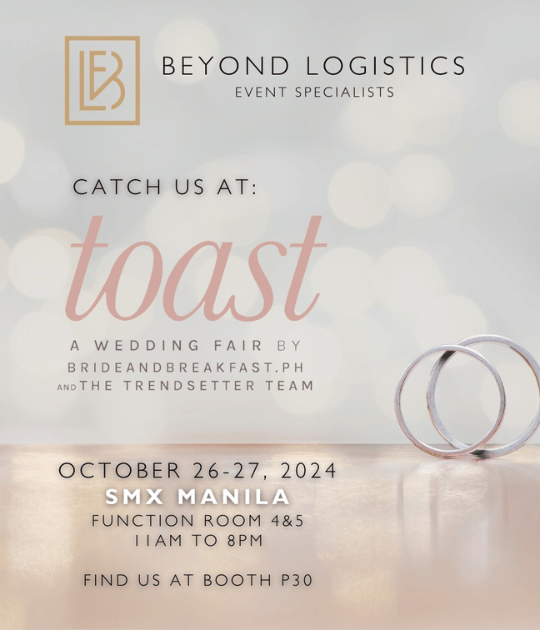 BEYOND LOGISTICS
EVENT SPECIALISTS
CATCH US AT:
toast
A WEDDING FAIR BY
BRIDEANDBREAKFAST.PH
AND THE TRENDSETTER TEAM
OCTOBER 26-27, 2024
SMX MANILA
FUNCTION ROOM 4&5
11AM TO 8PM
FIND US AT BOOTH P30